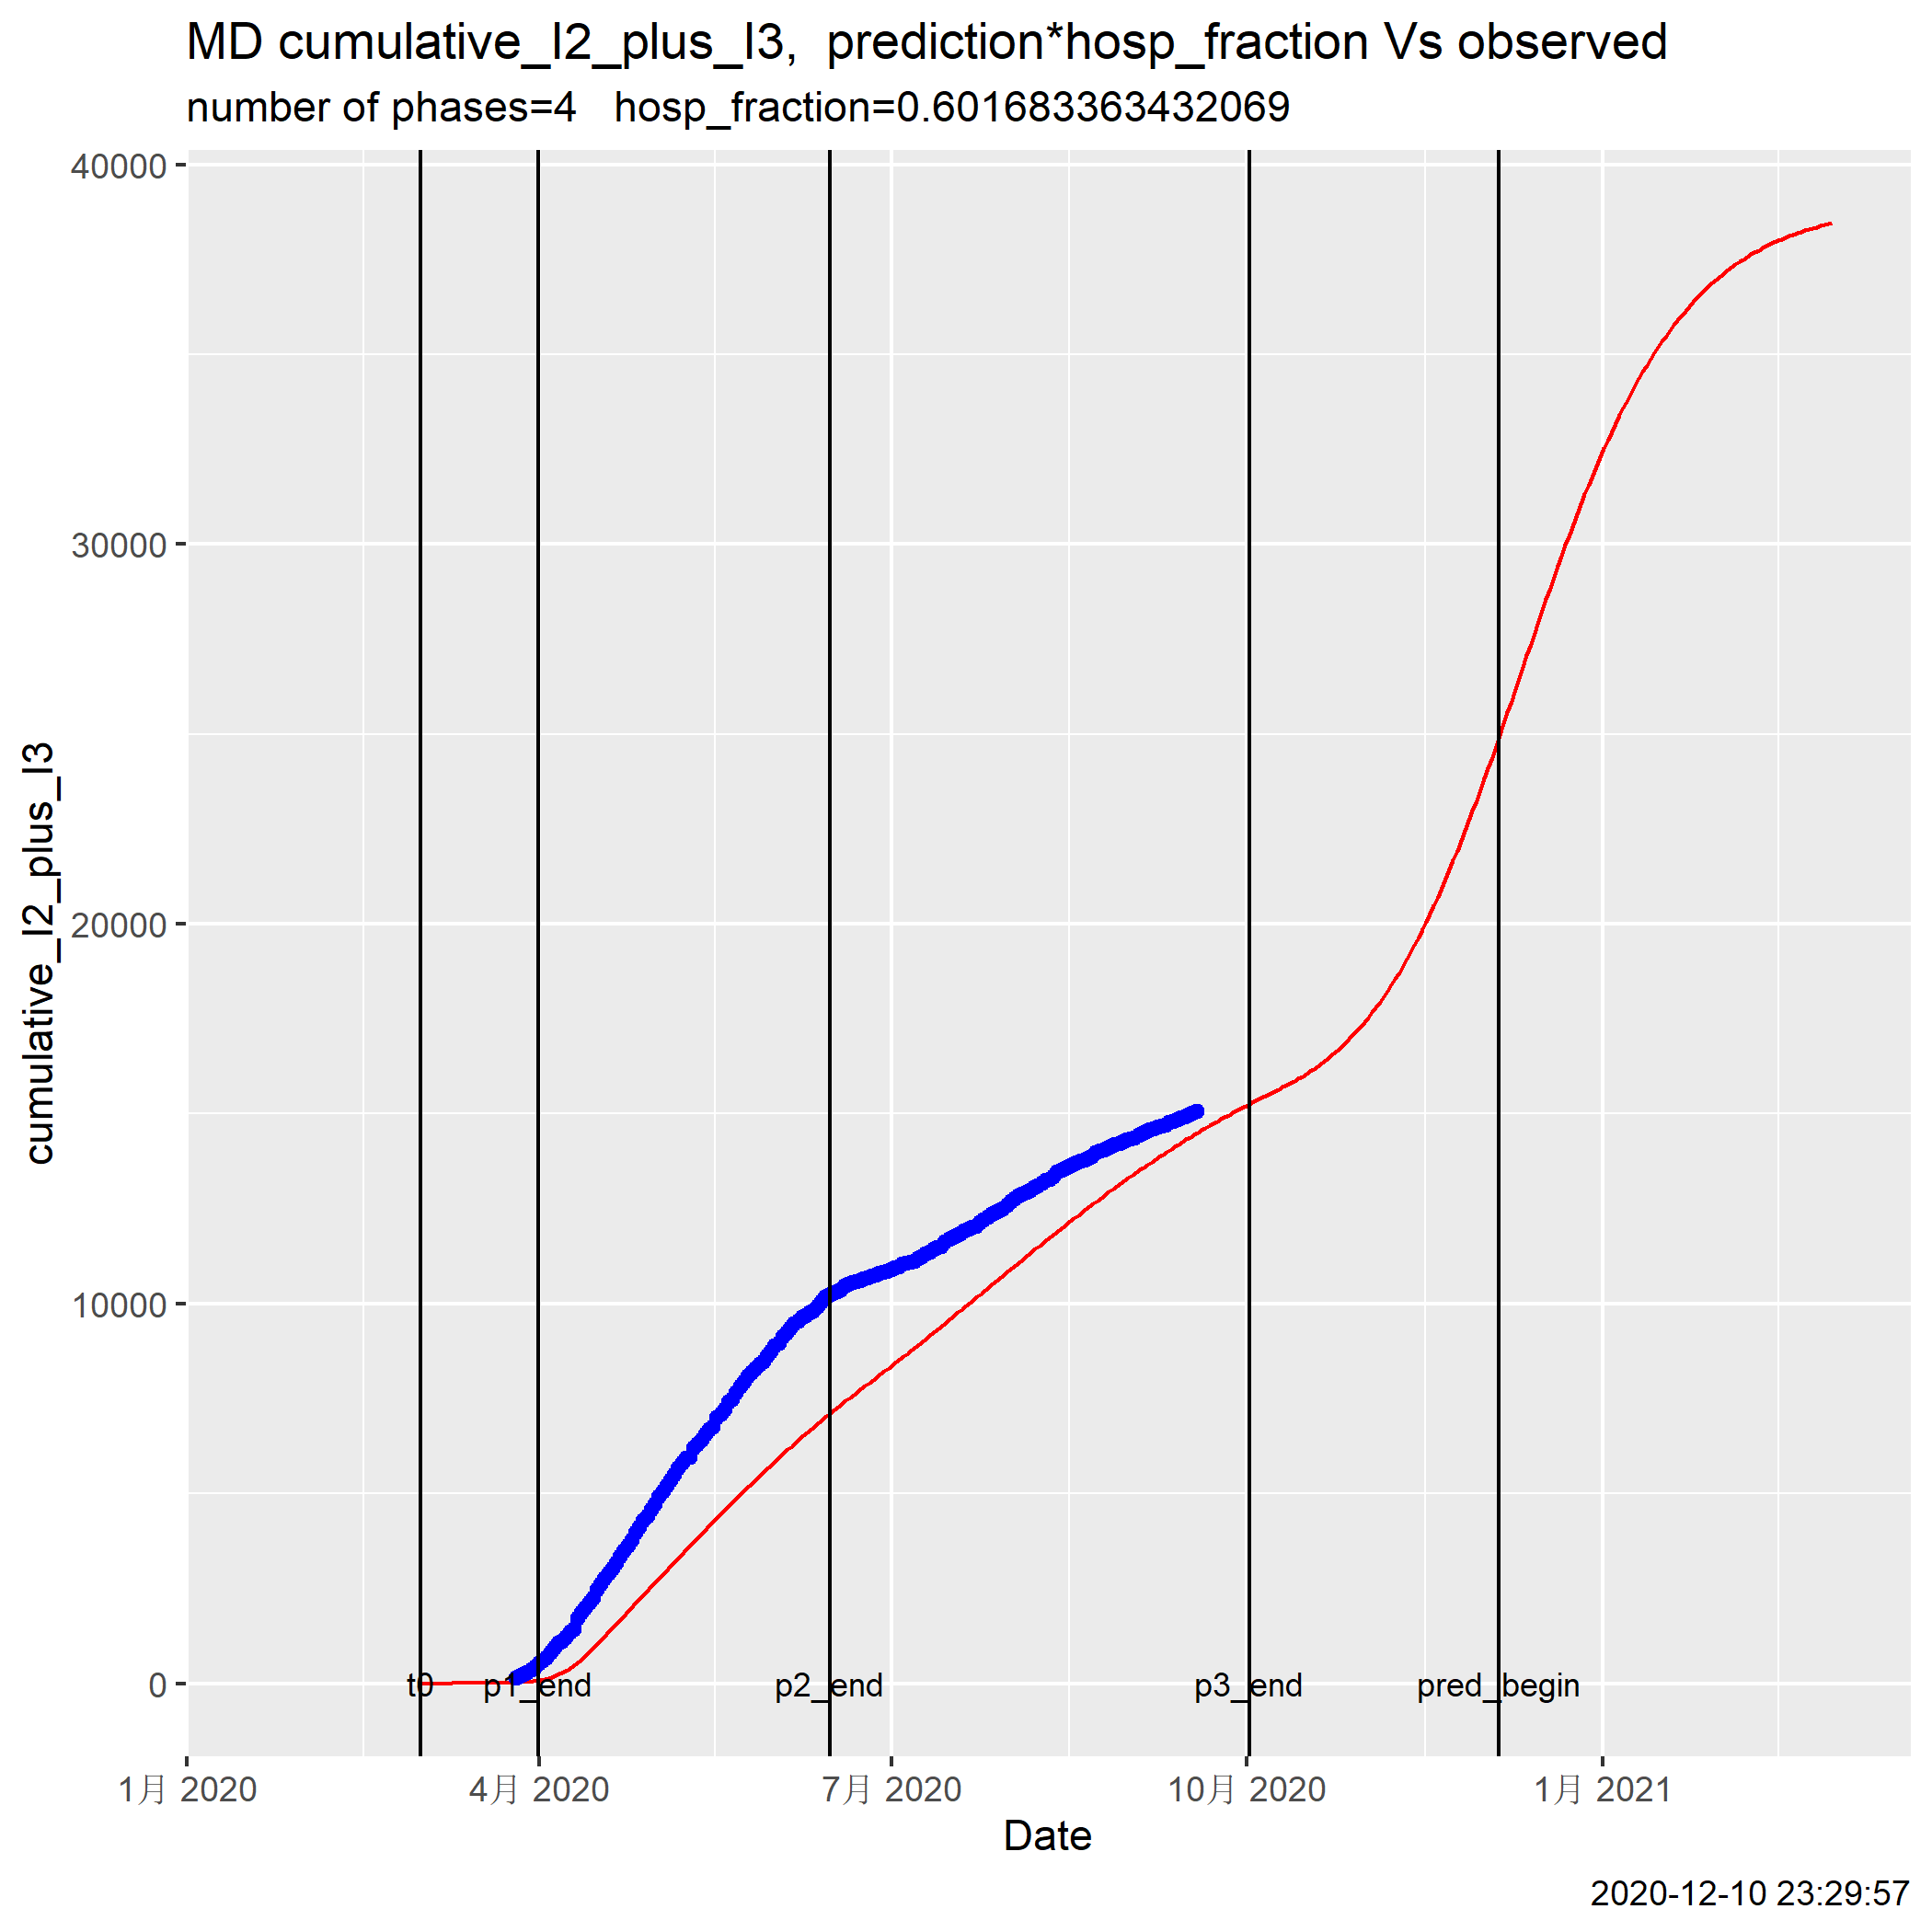 MD cumulative_I2_plus_I3,  prediction*hosp_fraction Vs observed
number of phases=4   hosp_fraction=0.601683363432069
40000
30000
20000
10000
0
cumulative_I2_plus_I3
t0
p1_end
p2_end
p3_end
pred_begin
1月 2020
4月 2020
7月 2020
10月 2020
1月 2021
Date
2020-12-10 23:29:57